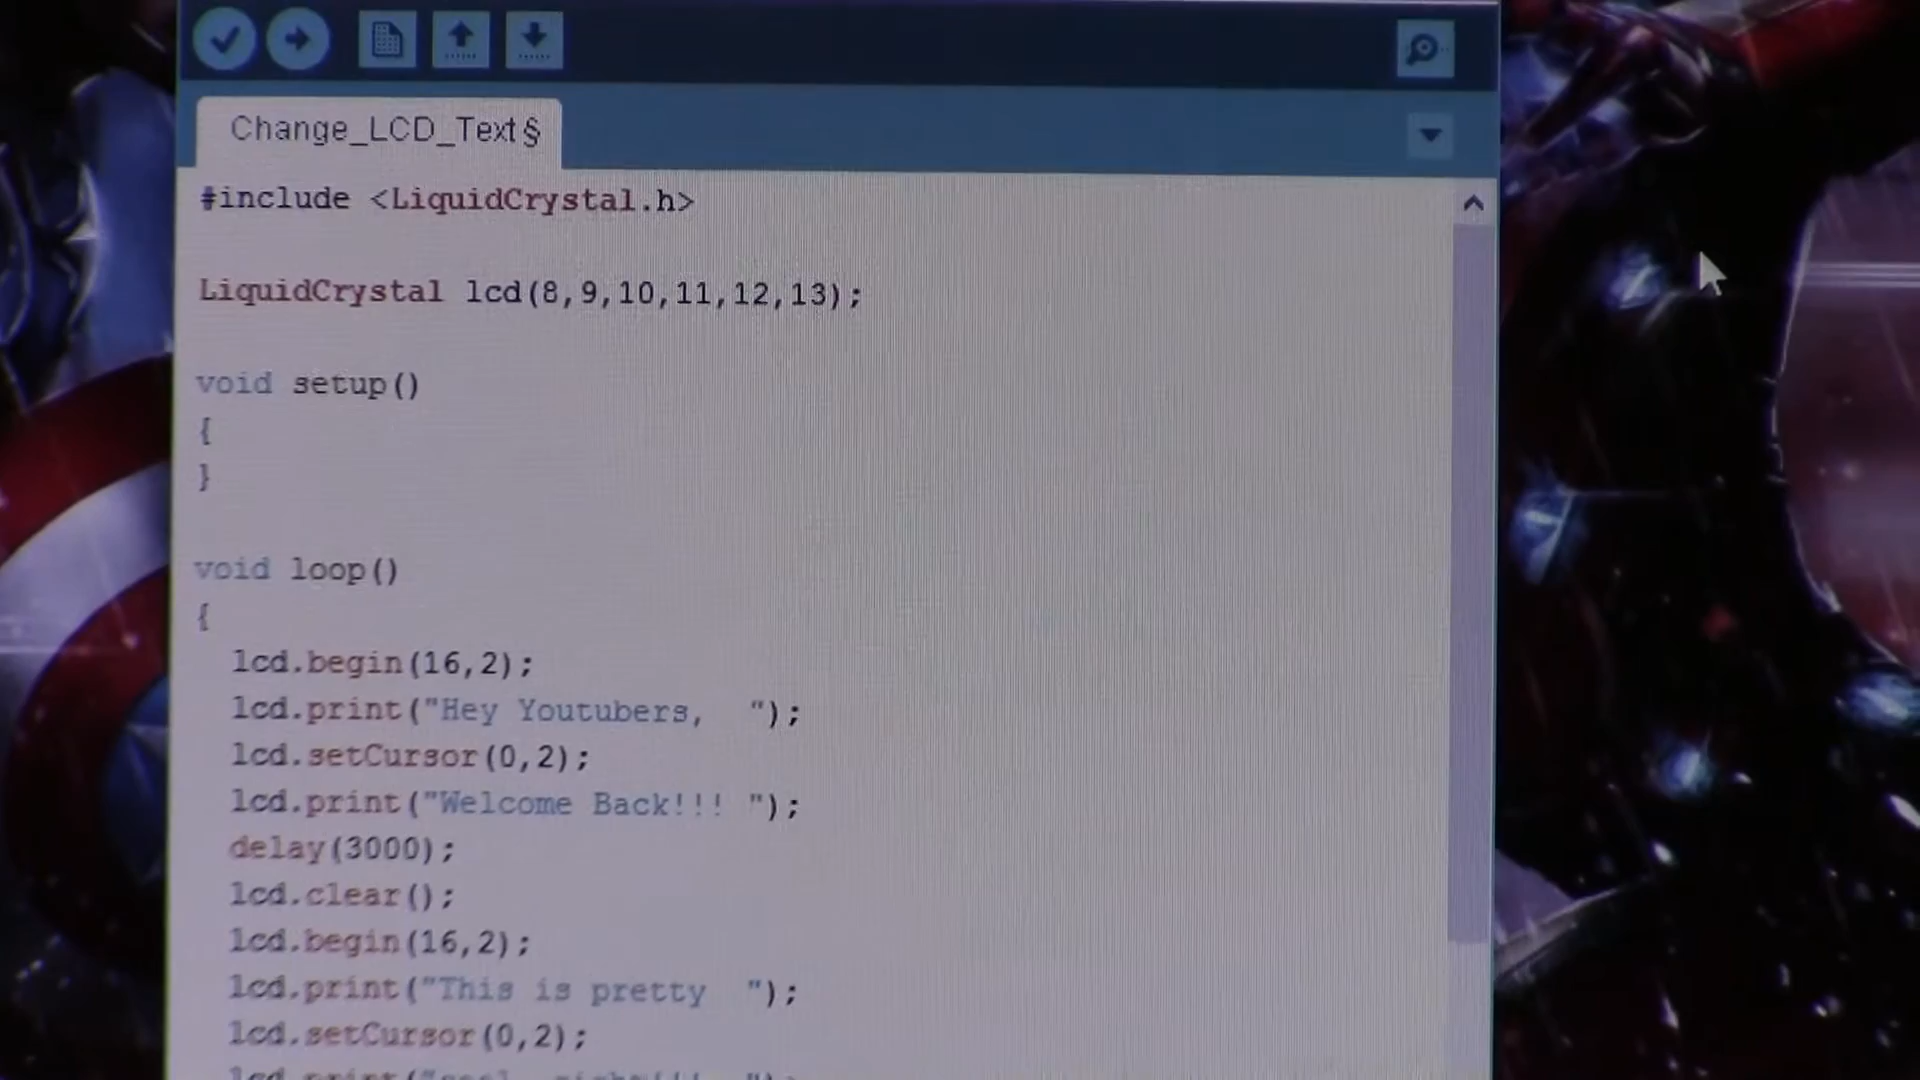 Change_LCD_Text§
#include <LiquidCrystal.h>
LiquidCrystal lcd(8,9,10,11,12,13);
void setup()
{
}
void loop()
{
lcd.begin(16,2);
lcd.print("Hey Youtubers,  ");
lcd.setCursor(0,2);
lcd.print("Welcome Back!!! ");
delay(3000);
lcd.clear();
lcd.begin(16,2);
lcd.print("This is pretty  ");
lcd.setCursor(0,2);
lcd.print("